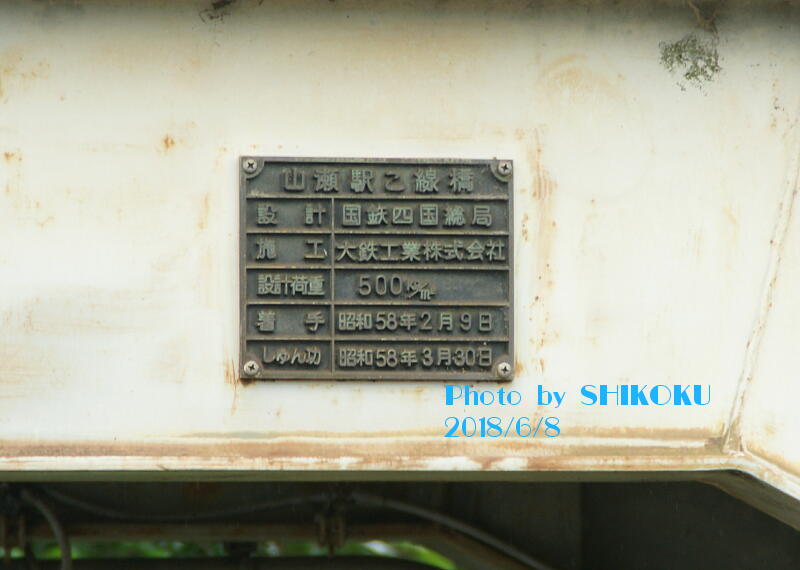 山瀬駅こ線橋
設計 国鉄四国総局
施工 大鉄工業株式会社
設計荷重 500kg/m²
着手 昭和58年2月9日
しゅん功 昭和58年3月30日
Photo by SHIKOKU
2018/6/8